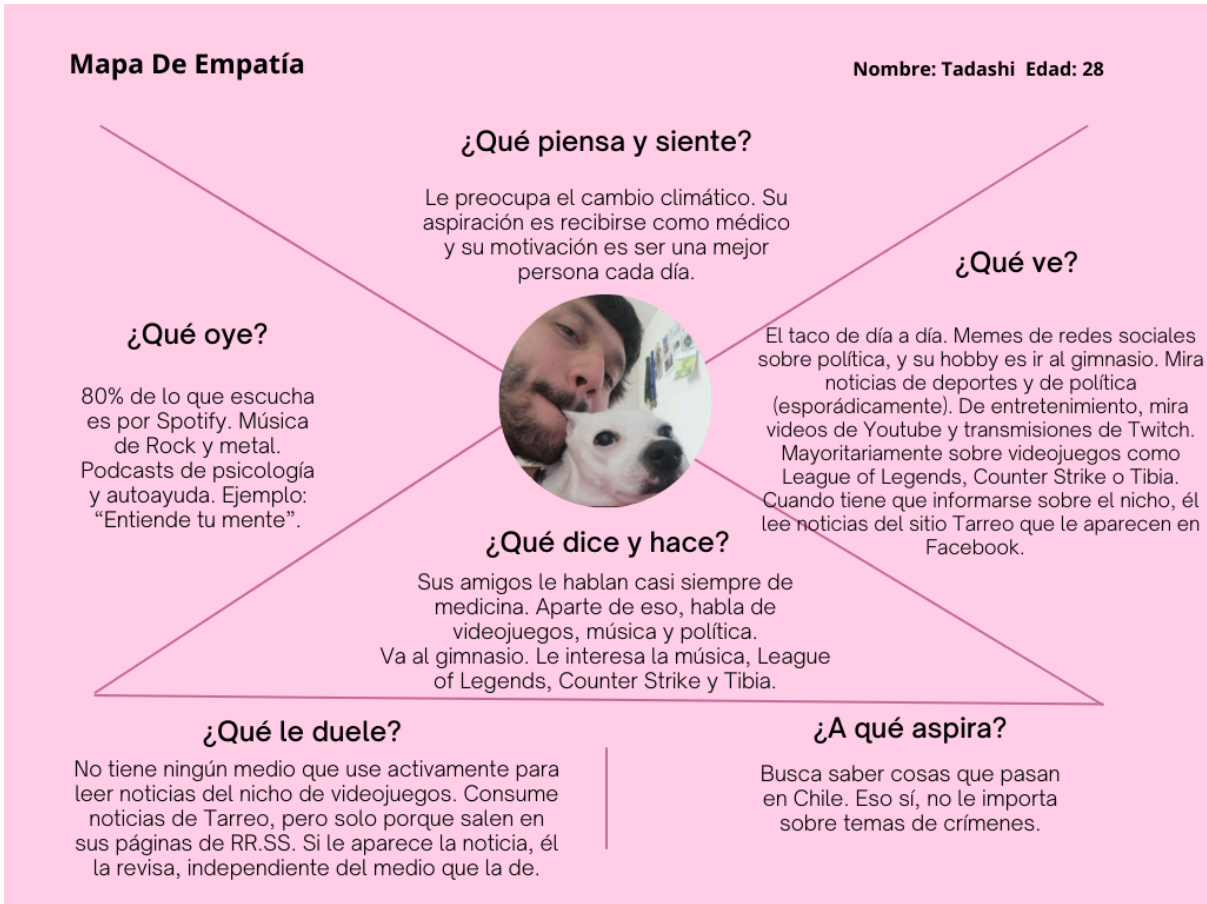 Mapa De Empatía
Nombre: Tadashi  Edad: 28
¿Qué piensa y siente?
Le preocupa el cambio climático. Su
aspiración es recibirse como médico
y su motivación es ser una mejor
persona cada día.
¿Qué ve?
El taco de día a día. Memes de redes sociales
sobre política, y su hobby es ir al gimnasio. Mira
noticias de deportes y de política
(esporádicamente). De entretenimiento, mira
videos de Youtube y transmisiones de Twitch.
Mayoritariamente sobre videojuegos como
League of Legends, Counter Strike o Tibia.
Cuando tiene que informarse sobre el nicho, él
lee noticias del sitio Tarreo que le aparecen en
Facebook.
¿Qué oye?
80% de lo que escucha
es por Spotify. Música
de Rock y metal.
Podcasts de psicología
y autoayuda. Ejemplo:
“Entiende tu mente”.
¿Qué dice y hace?
Sus amigos le hablan casi siempre de
medicina. Aparte de eso, habla de
videojuegos, música y política.
Va al gimnasio. Le interesa la música, League
of Legends, Counter Strike y Tibia.
¿Qué le duele?
No tiene ningún medio que use activamente para
leer noticias del nicho de videojuegos. Consume
noticias de Tarreo, pero solo porque salen en
sus páginas de RR.SS. Si le aparece la noticia, él
la revisa, independiente del medio que la de.
¿A qué aspira?
Busca saber cosas que pasan
en Chile. Eso sí, no le importa
sobre temas de crímenes.